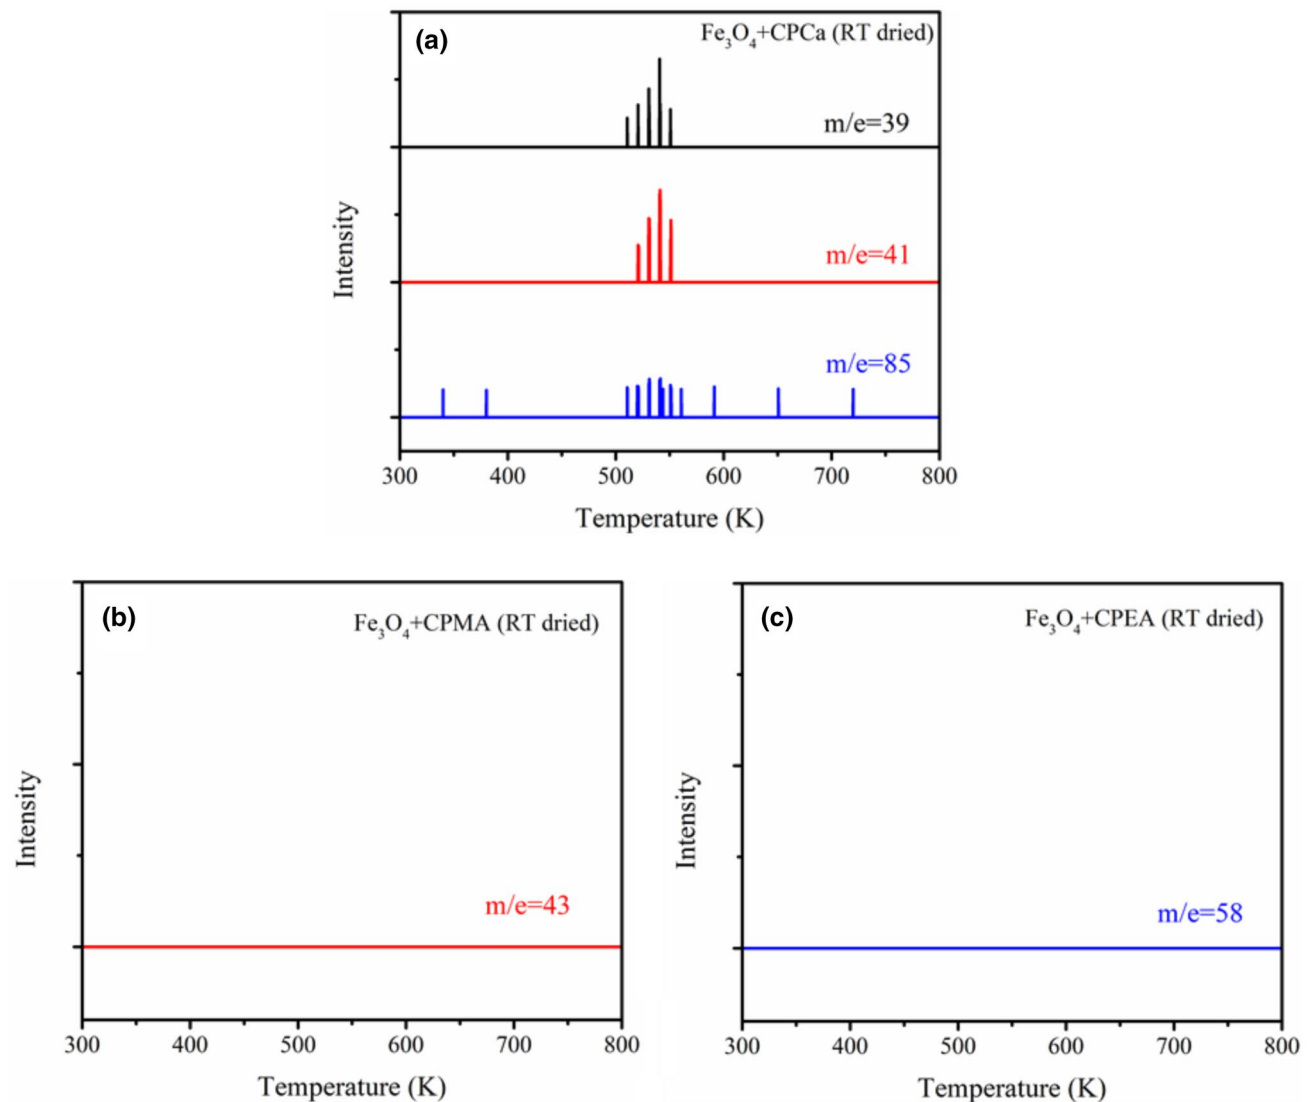 (a)
Fe3O4+CPCa (RT dried)
m/e=39
m/e=41
m/e=85
Intensity
300 400 500 600 700 800
Temperature (K)
(b)
Fe3O4+CPMA (RT dried)
m/e=43
Intensity
300 400 500 600 700 800
Temperature (K)
(c)
Fe3O4+CPEA (RT dried)
m/e=58
Intensity
300 400 500 600 700 800
Temperature (K)